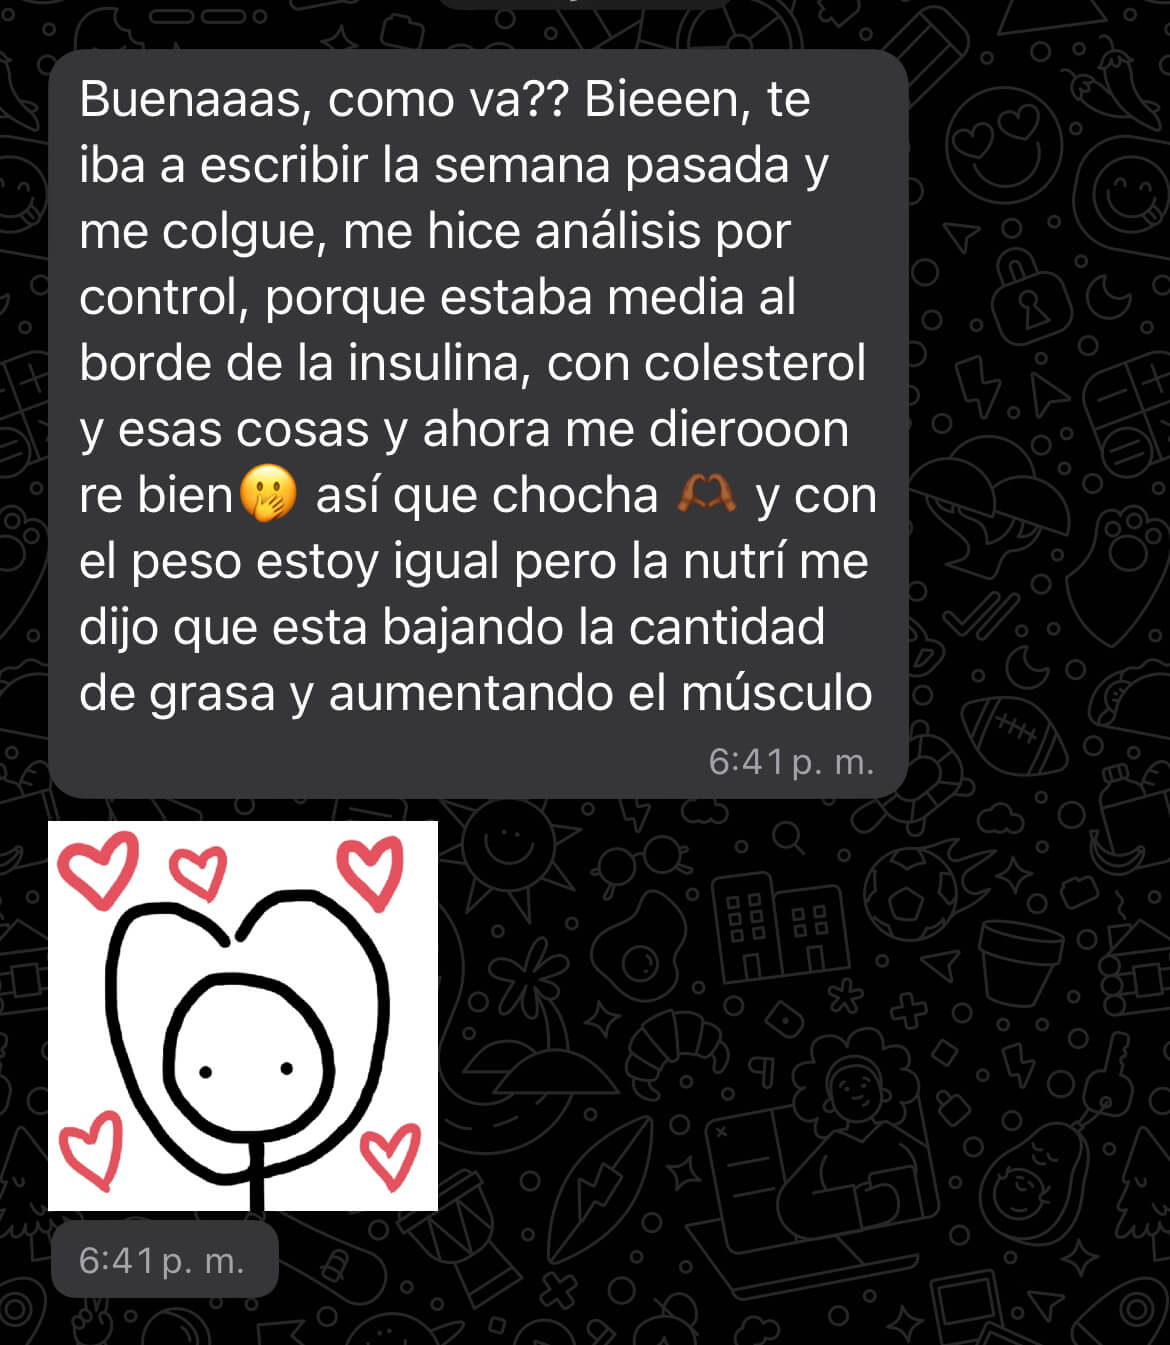 Buenaaas, como va?? Bieeen, te
iba a escribir la semana pasada y
me colgue, me hice análisis por
control, porque estaba media al
borde de la insulina, con colesterol
y esas cosas y ahora me dierooon
re bien🤭 así que chocha 🫶🏾 y con
el peso estoy igual pero la nutrí me
dijo que esta bajando la cantidad
de grasa y aumentando el músculo
6:41 p. m.
6:41 p. m.